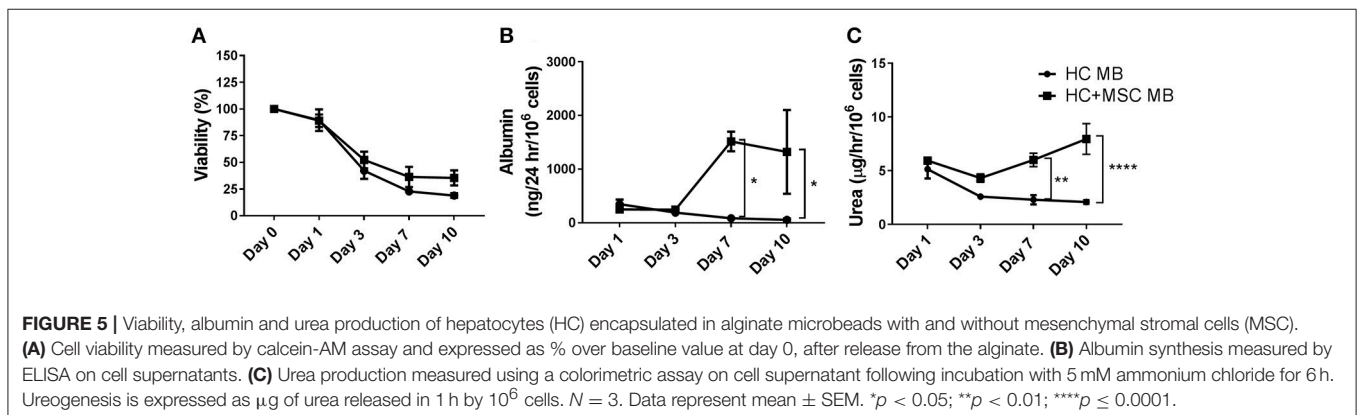 A
Viability (%)
150
125
100
75
50
25
0
Day 0
Day 1
Day 3
Day 7
Day 10
B
Albumin
(ng/24 hr/10⁶ cells)
3000
2000
1000
0
Day 1
Day 3
Day 7
Day 10
*
*
C
Urea (µg/hr/10⁶ cells)
15
10
5
0
Day 1
Day 3
Day 7
Day 10
**
****
HC MB
HC+MSC MB
FIGURE 5 | Viability, albumin and urea production of hepatocytes (HC) encapsulated in alginate microbeads with and without mesenchymal stromal cells (MSC).
(A) Cell viability measured by calcein-AM assay and expressed as % over baseline value at day 0, after release from the alginate. (B) Albumin synthesis measured by
ELISA on cell supernatants. (C) Urea production measured using a colorimetric assay on cell supernatant following incubation with 5 mM ammonium chloride for 6 h.
Ureogenesis is expressed as µg of urea released in 1 h by 10⁶ cells. N = 3. Data represent mean ± SEM. *p < 0.05; **p < 0.01; ****p ≤ 0.0001.